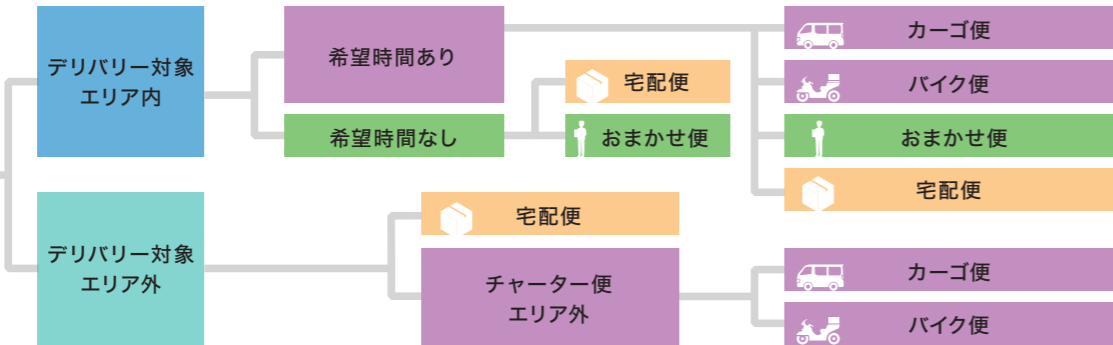 デリバリー対象
エリア内
希望時間あり
希望時間なし
宅配便
おまかせ便
カーゴ便
バイク便
おまかせ便
宅配便
デリバリー対象
エリア外
宅配便
チャーター便
エリア外
カーゴ便
バイク便